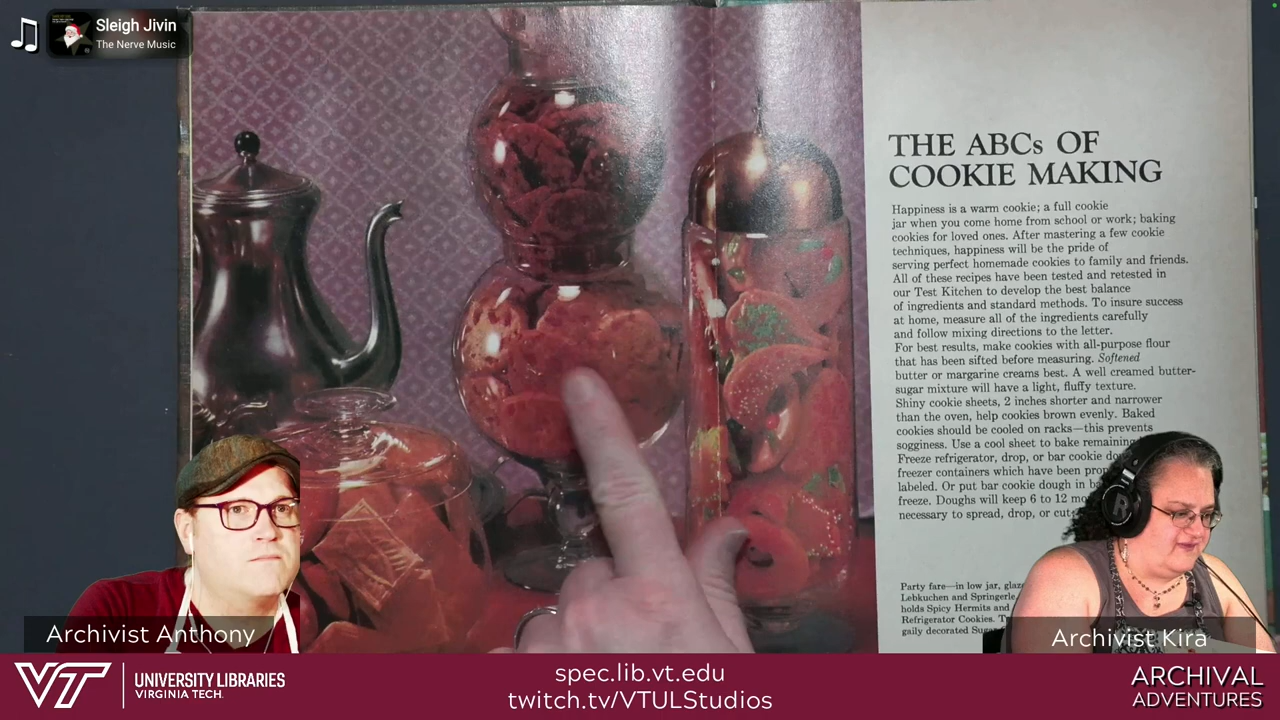 Sleigh Jivin
The Nerve Music
THE ABCs OF
COOKIE MAKING
Happiness is a warm cookie; a full cookie
jar when you come home from school or work; baking
cookies for loved ones. After mastering a few cookie
techniques, happiness will be the pride of
serving perfect homemade cookies to family and friends.
All of these recipes have been tested and retested in
our Test Kitchen to develop the best balance
of ingredients and standard methods. To insure success
at home, measure all of the ingredients carefully
and follow mixing directions to the letter.
For best results, make cookies with all-purpose flour
that has been sifted before measuring. Softened
butter or margarine creams best. A well creamed butter-
sugar mixture will have a light, fluffy texture.
Shiny cookie sheets, 2 inches shorter and narrower
than the oven, help cookies brown evenly. Baked
cookies should be cooled on racks—this prevents
sogginess. Use a cool sheet to bake remaining
Freeze refrigerator, drop, or bar cookie
freezer containers which have been
labeled. Or put bar cookie dough in
freeze. Doughs will keep 6 to 12
necessary to spread, drop, or cut
Party fare—in low jar,
Lebkuchen and Springerle,
holds Spicy Hermits and
Refrigerator Cookies.
gaily decorated
Archivist Anthony
Archivist Kira
VT
UNIVERSITY LIBRARIES
VIRGINIA TECH
spec.lib.vt.edu
twitch.tv/VTULStudios
ARCHIVAL
ADVENTURES